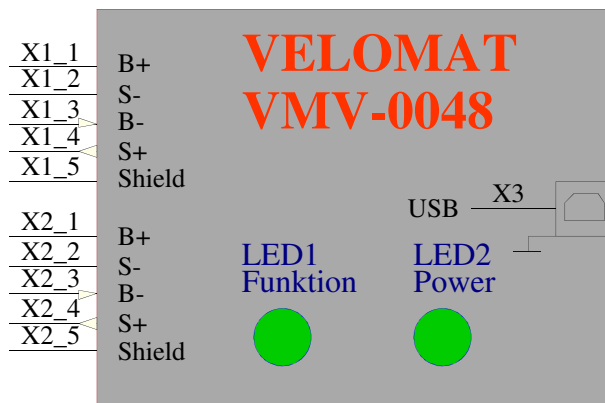 VELOMAT
VMV-0048
X1_1 B+
X1_2 S-
X1_3 B-
X1_4 S+
X1_5 Shield
USB X3
X2_1 B+
X2_2 S-
X2_3 B-
X2_4 S+
X2_5 Shield
LED1 LED2
Funktion Power